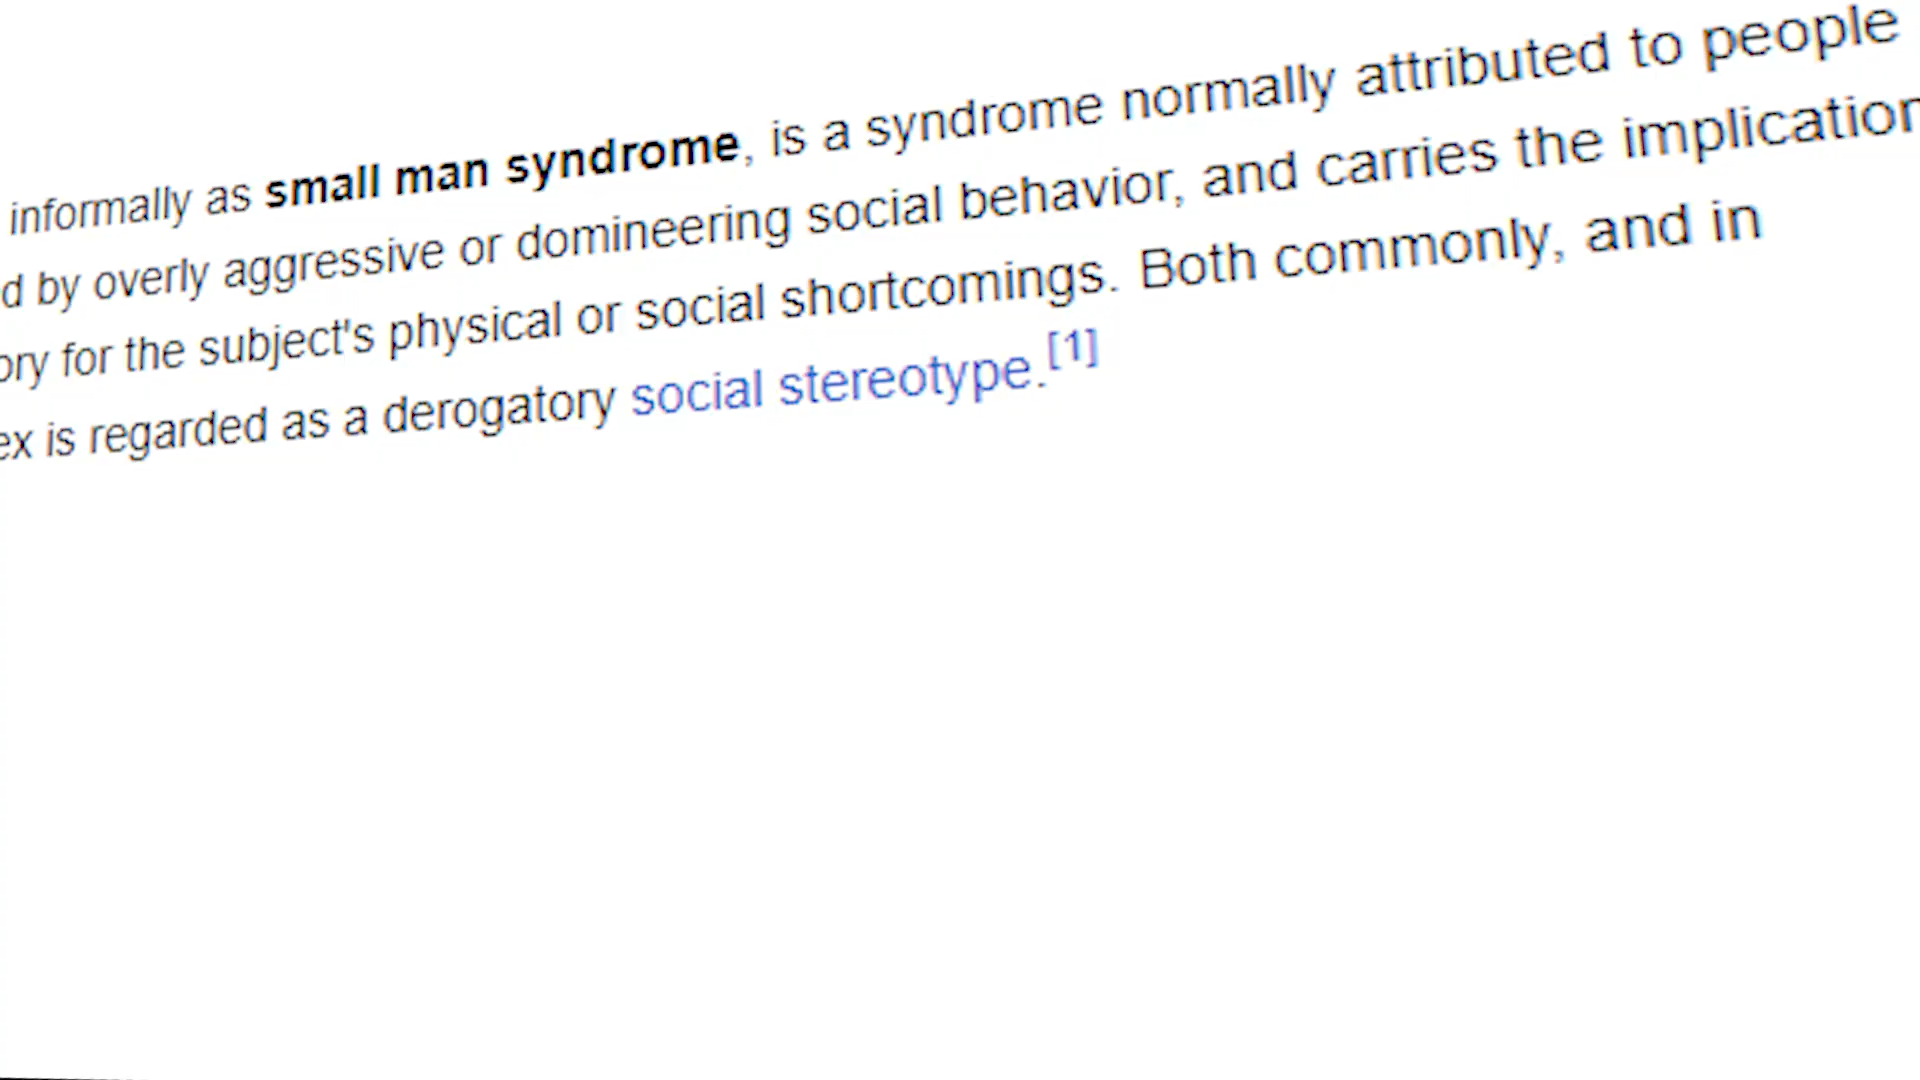 informally as small man syndrome, is a syndrome normally attributed to people
d by overly aggressive or domineering social behavior, and carries the implication
ory for the subject's physical or social shortcomings. Both commonly, and in
ex is regarded as a derogatory social stereotype.[1]